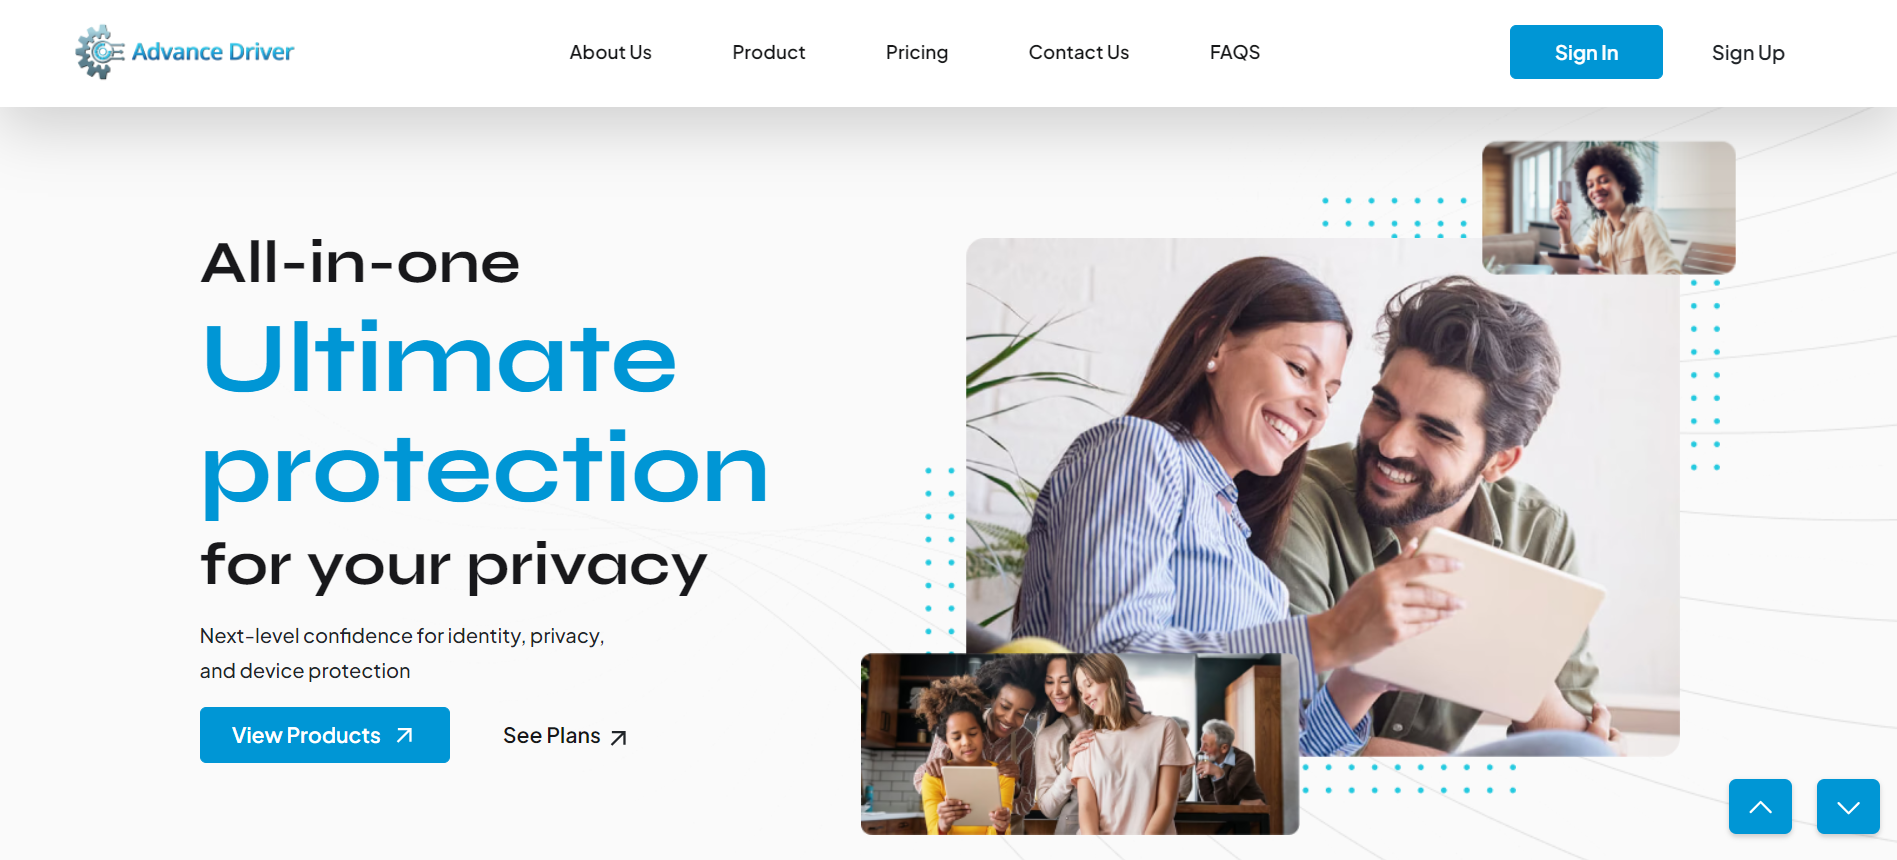 Advance Driver
About Us
Product
Pricing
Contact Us
FAQS
Sign In
Sign Up
All-in-one
Ultimate
protection
for your privacy
Next-level confidence for identity, privacy,
and device protection
View Products
See Plans